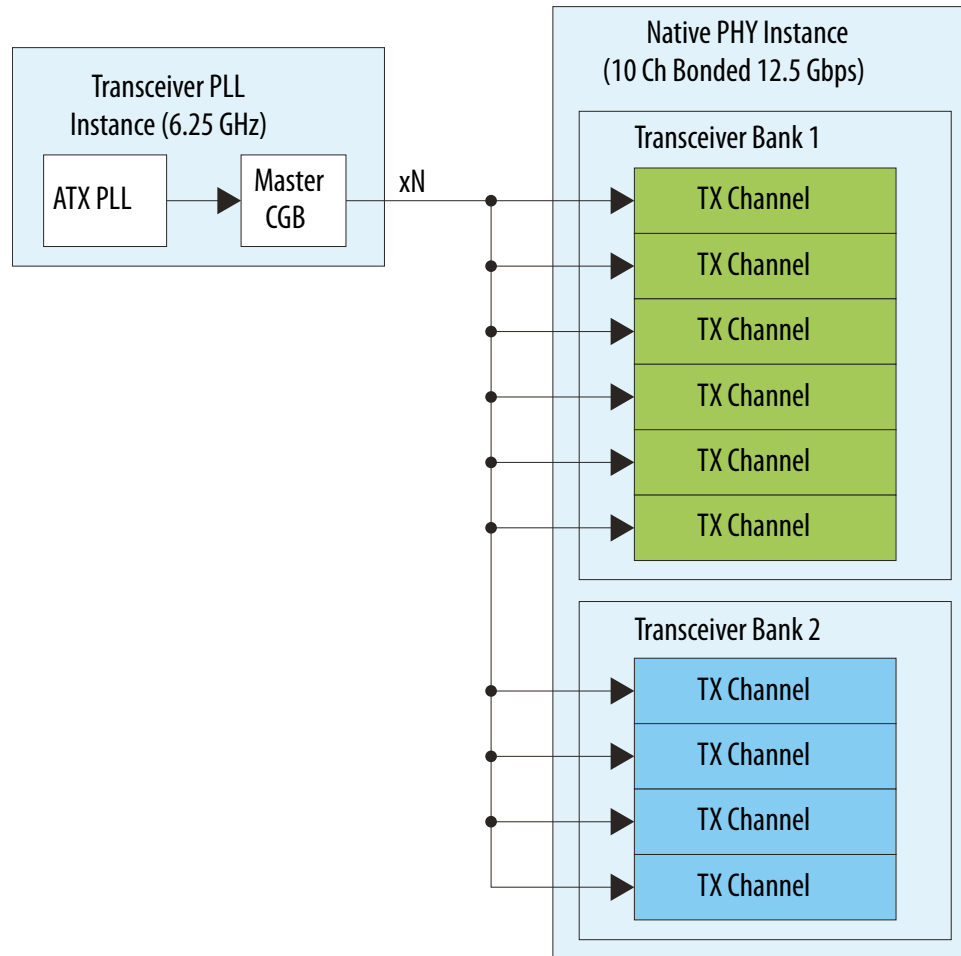 Transceiver PLL
Instance (6.25 GHz)
ATX PLL
Master
CGB
xN
Native PHY Instance
(10 Ch Bonded 12.5 Gbps)
Transceiver Bank 1
TX Channel
TX Channel
TX Channel
TX Channel
TX Channel
TX Channel
Transceiver Bank 2
TX Channel
TX Channel
TX Channel
TX Channel